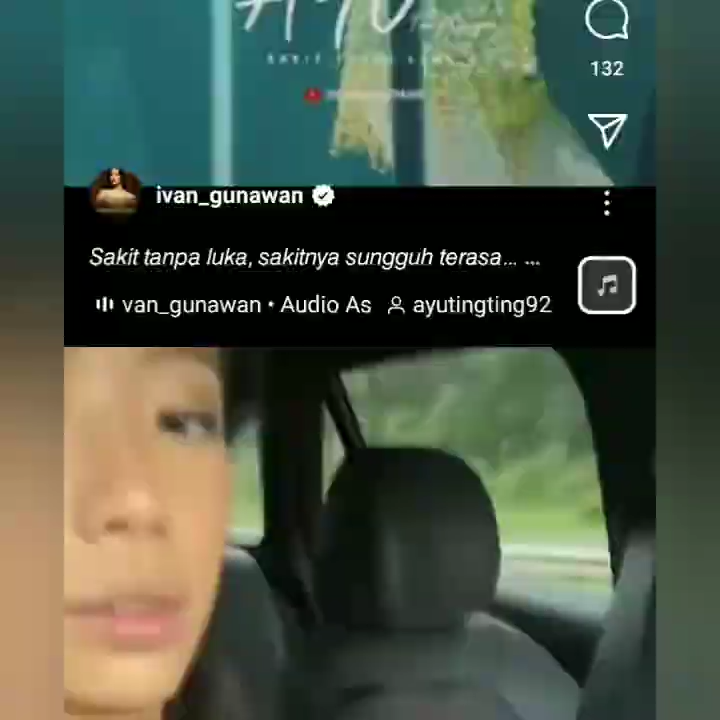 132
ivan_gunawan
Sakit tanpa luka, sakitnya sungguh terasa... ...
van_gunawan • Audio As ayutingting92